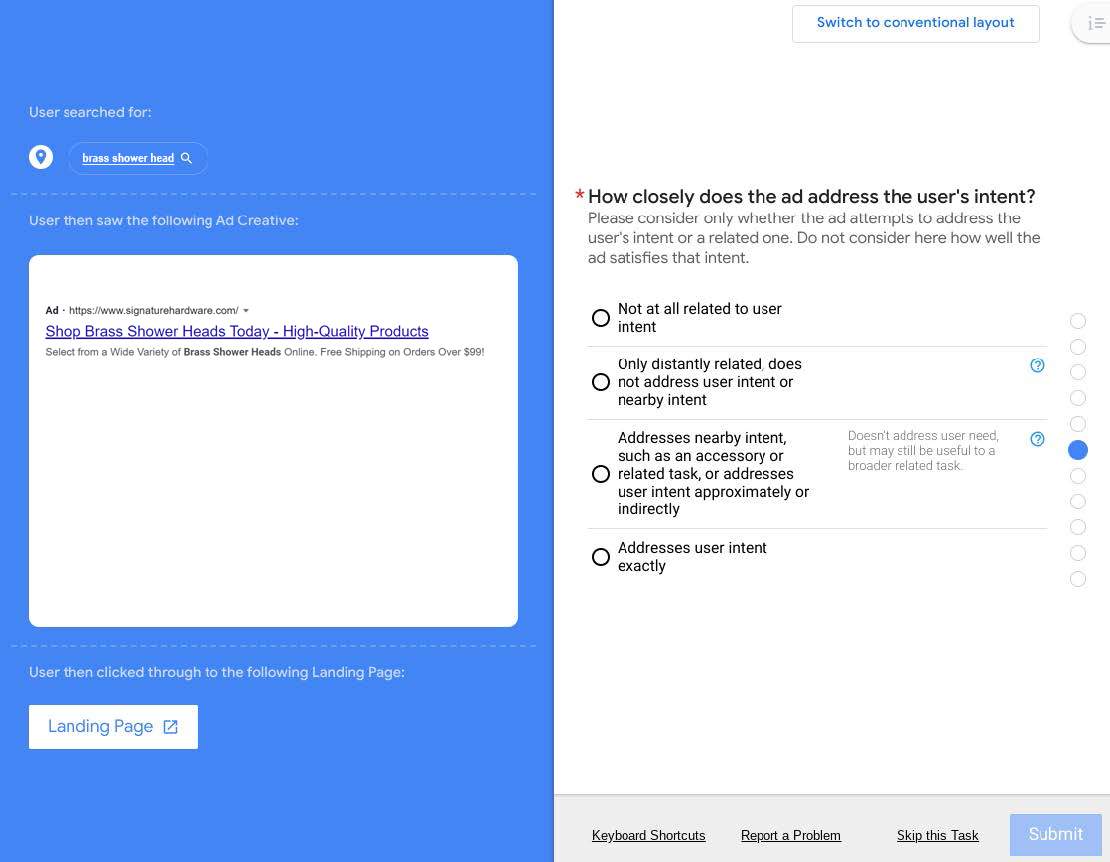 Switch to conventional layout
User searched for:
brass shower head
User then saw the following Ad Creative:
Ad · https://www.signaturehardware.com/
Shop Brass Shower Heads Today - High-Quality Products
Select from a Wide Variety of Brass Shower Heads Online. Free Shipping on Orders Over $99!
User then clicked through to the following Landing Page:
Landing Page
* How closely does the ad address the user's intent?
Please consider only whether the ad attempts to address the
user's intent or a related one. Do not consider here how well the
ad satisfies that intent.
Not at all related to user
intent
Only distantly related, does
not address user intent or
nearby intent
Addresses nearby intent,
such as an accessory or
related task, or addresses
user intent approximately or
indirectly
Doesn't address user need,
but may still be useful to a
broader related task.
Addresses user intent
exactly
Keyboard Shortcuts
Report a Problem
Skip this Task
Submit